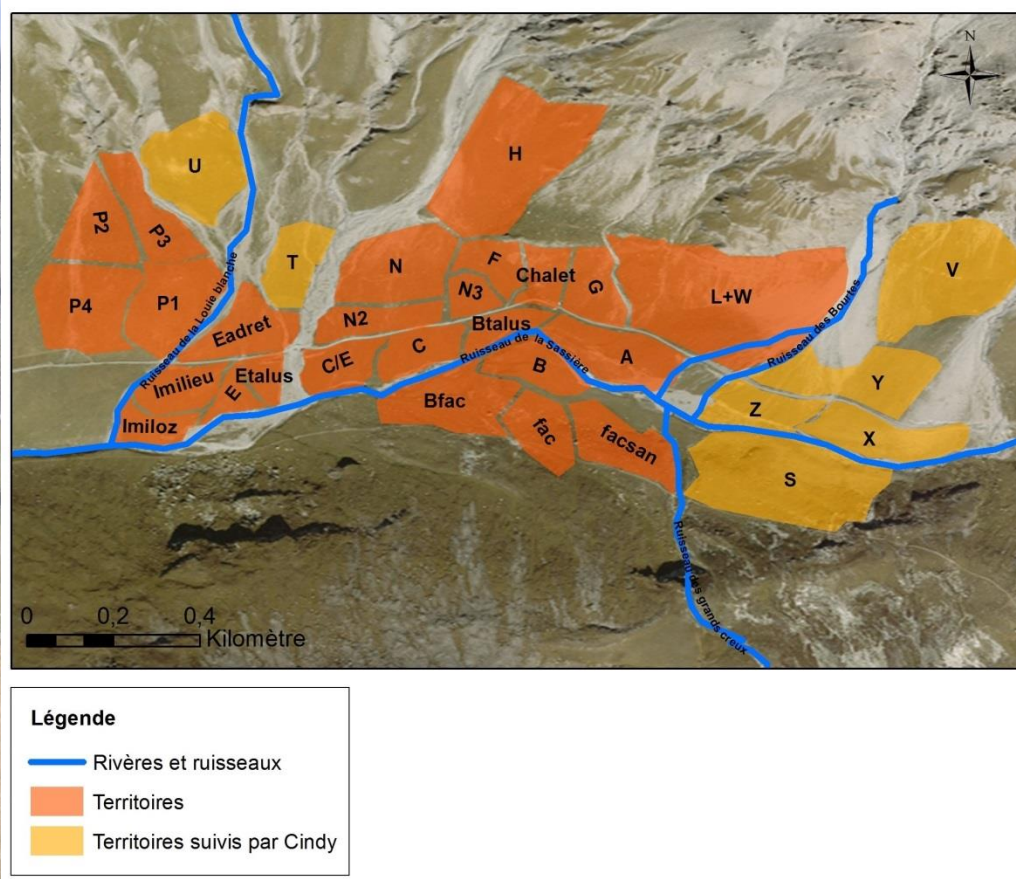 N
H
U
P2
P3
T
N
F
Chalet
G
V
N3
L+W
P4
P1
Ruisseau de la Louie blanche
Eadret
N2
Btalus
Ruisseau des Bourtes
C/E
C
Ruisseau de la Sassière
A
B
Imilieu
E
Etalus
Y
Bfac
Z
Imiloz
fac
facsan
X
S
Ruisseau des grands creux
0 0,2 0,4
Kilomètre
Légende
Rivères et ruisseaux
Territoires
Territoires suivis par Cindy